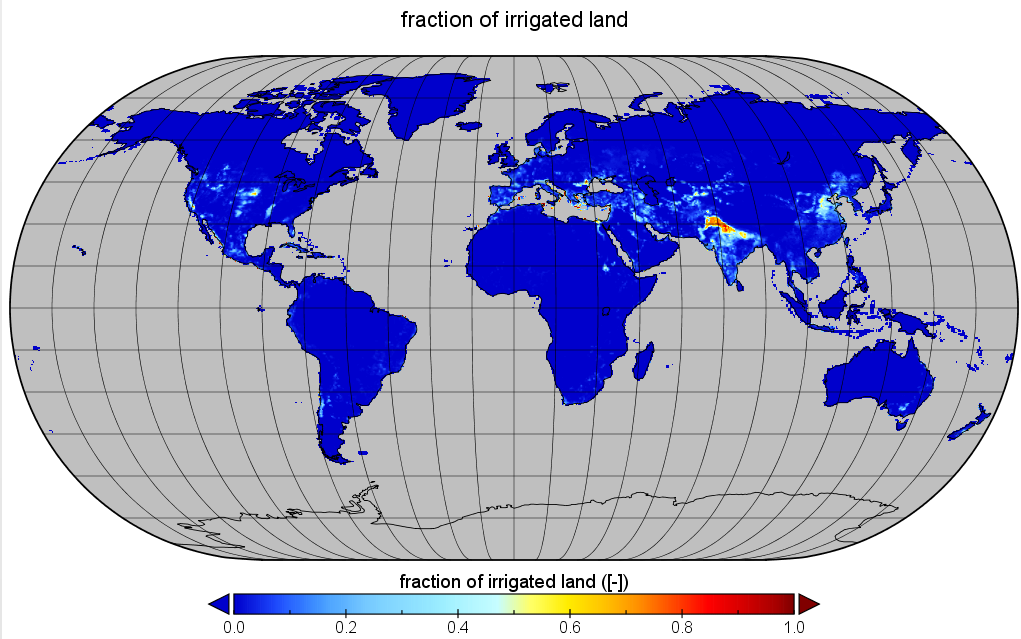 fraction of irrigated land
fraction of irrigated land ([-])
0.0 0.2 0.4 0.6 0.8 1.0